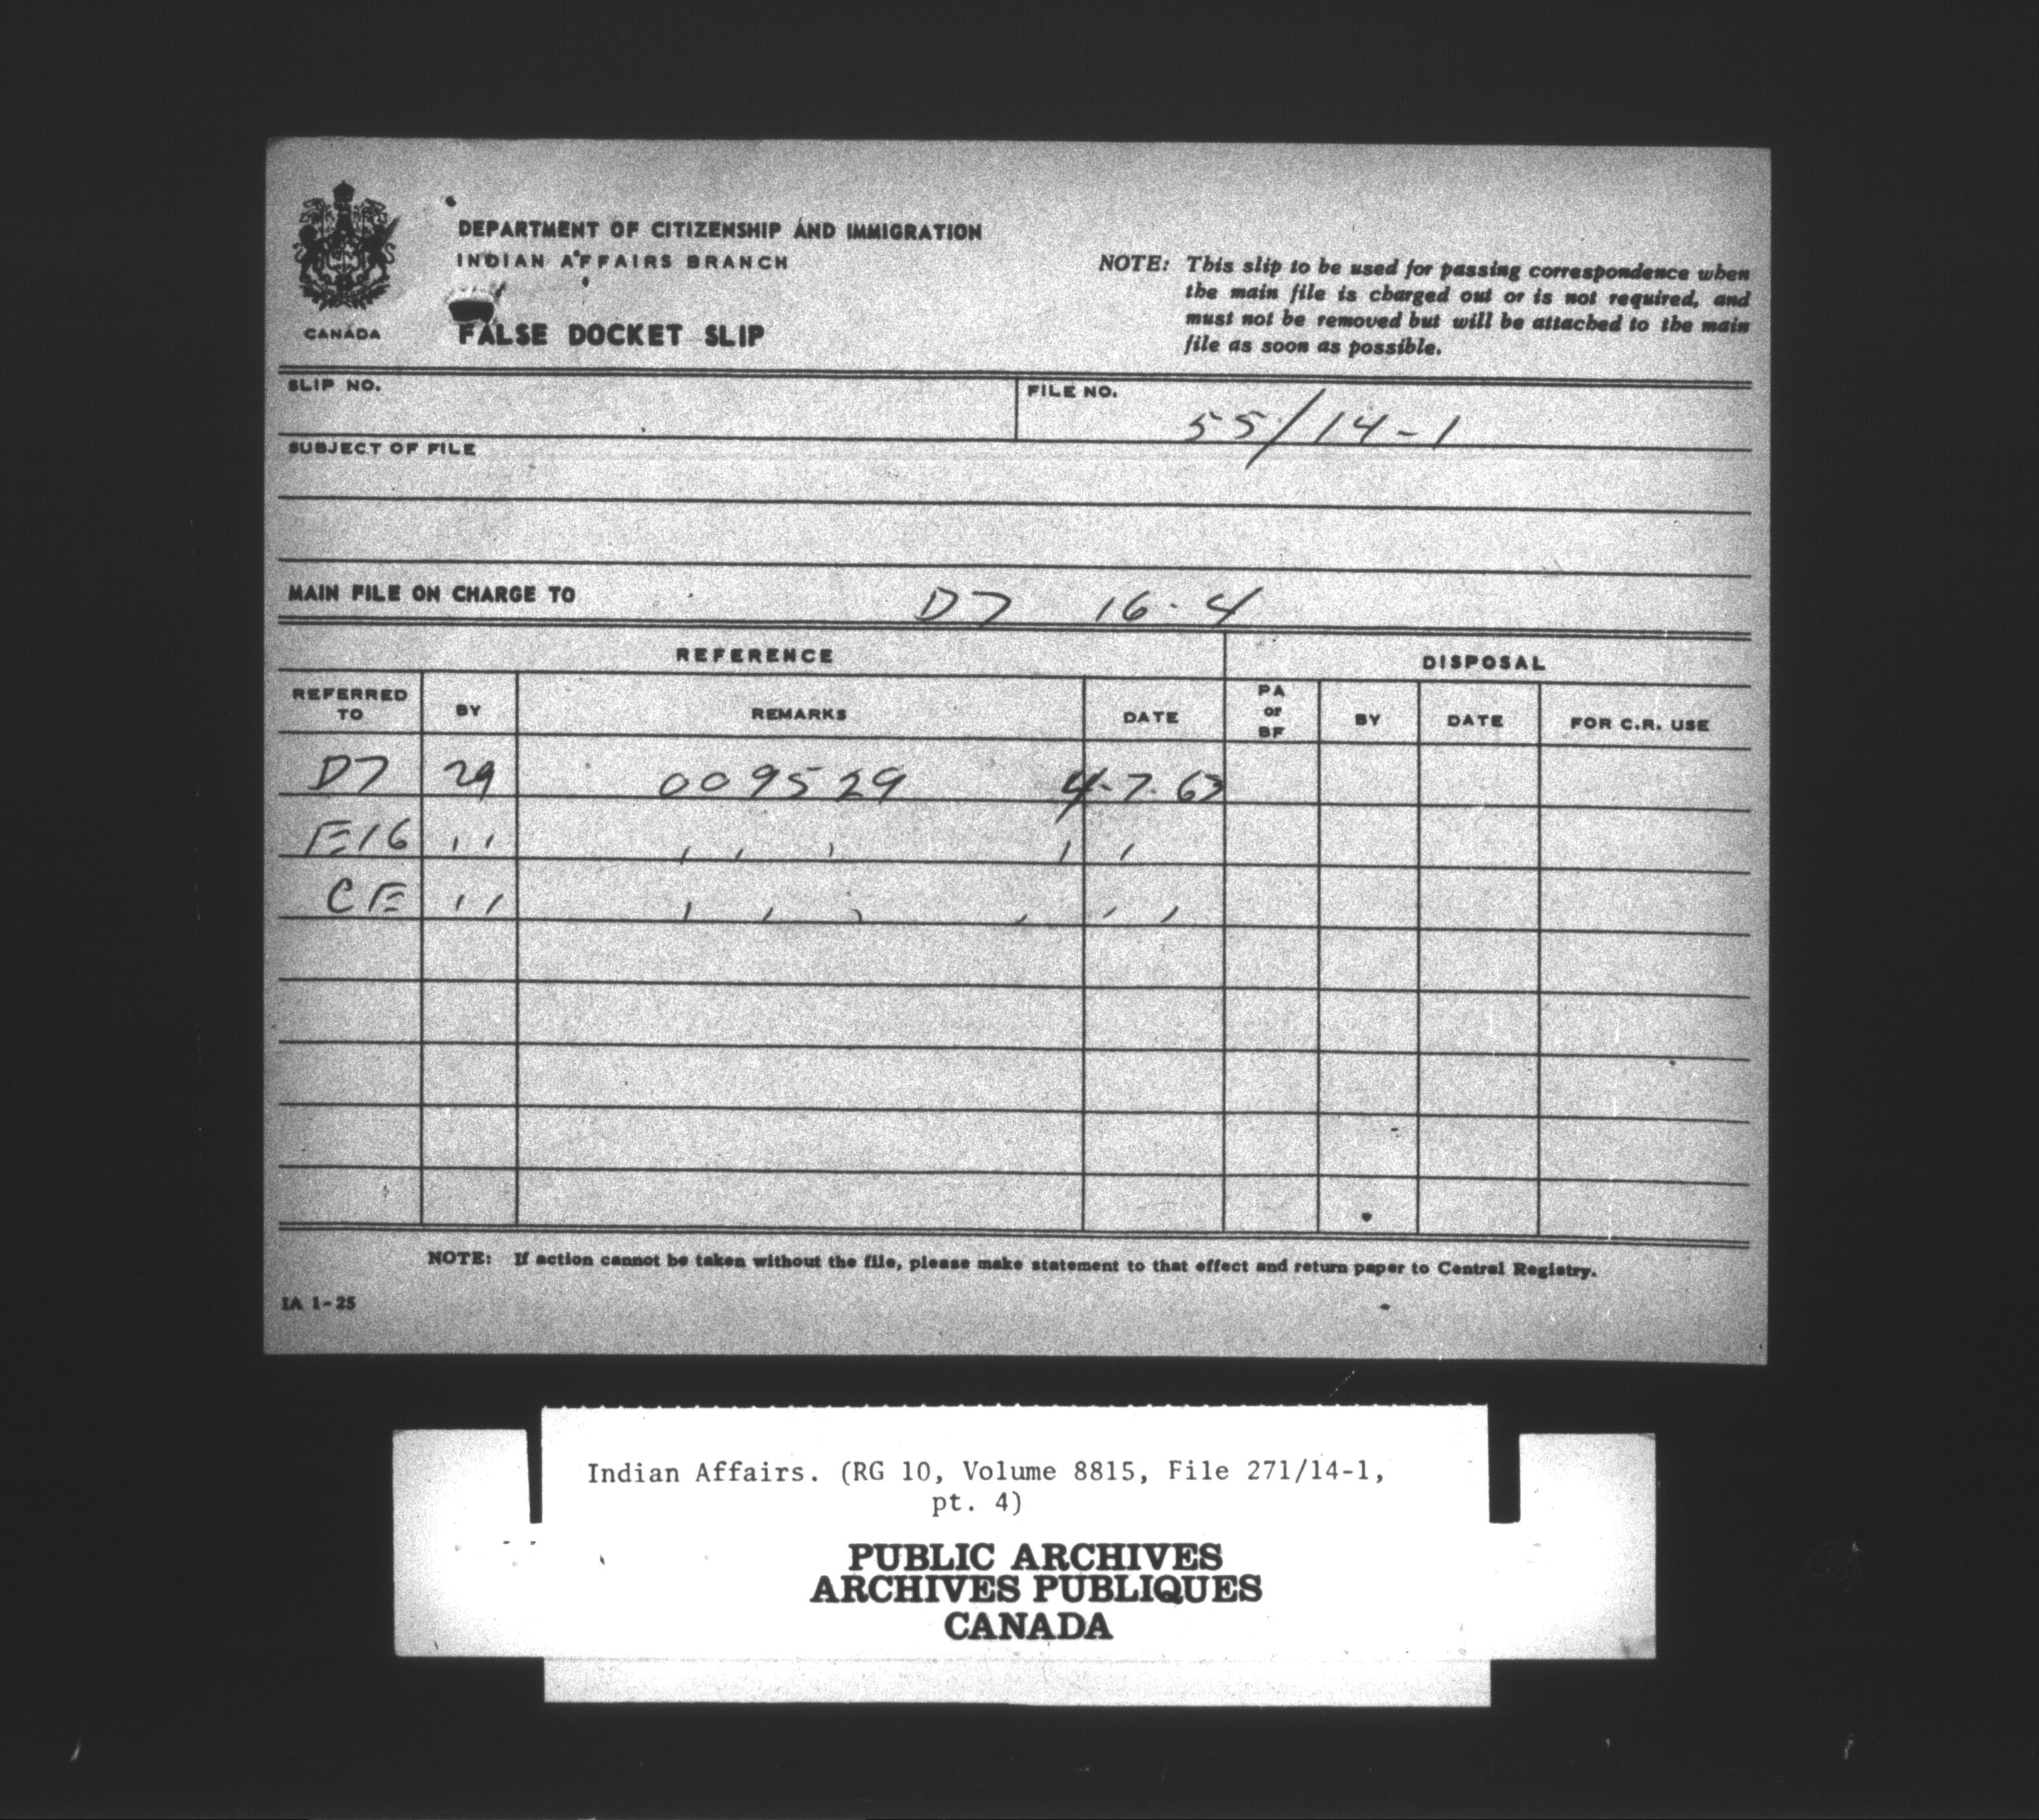 CANADA
DEPARTMENT OF CITIZENSHIP AND IMMIGRATION
INDIAN AFFAIRS BRANCH
FALSE DOCKET SLIP
NOTE: This slip to be used for passing correspondence when
the main file is charged out or is not required, and
must not be removed but will be attached to the main
file as soon as possible.
SLIP NO.
FILE NO. 55/14-1
SUBJECT OF FILE
MAIN FILE ON CHARGE TO D7 16-4
REFERENCE DISPOSAL
REFERRED TO BY REMARKS DATE PA or BF BY DATE FOR C.R. USE
D7 29 009529 4-7-63
E16 ,, , , , , ,
CE ,, , , , , , ,
NOTE: If action cannot be taken without the file, please make statement to that effect and return paper to Central Registry.
IA 1-25
Indian Affairs. (RG 10, Volume 8815, File 271/14-1,
pt. 4)
PUBLIC ARCHIVES
ARCHIVES PUBLIQUES
CANADA